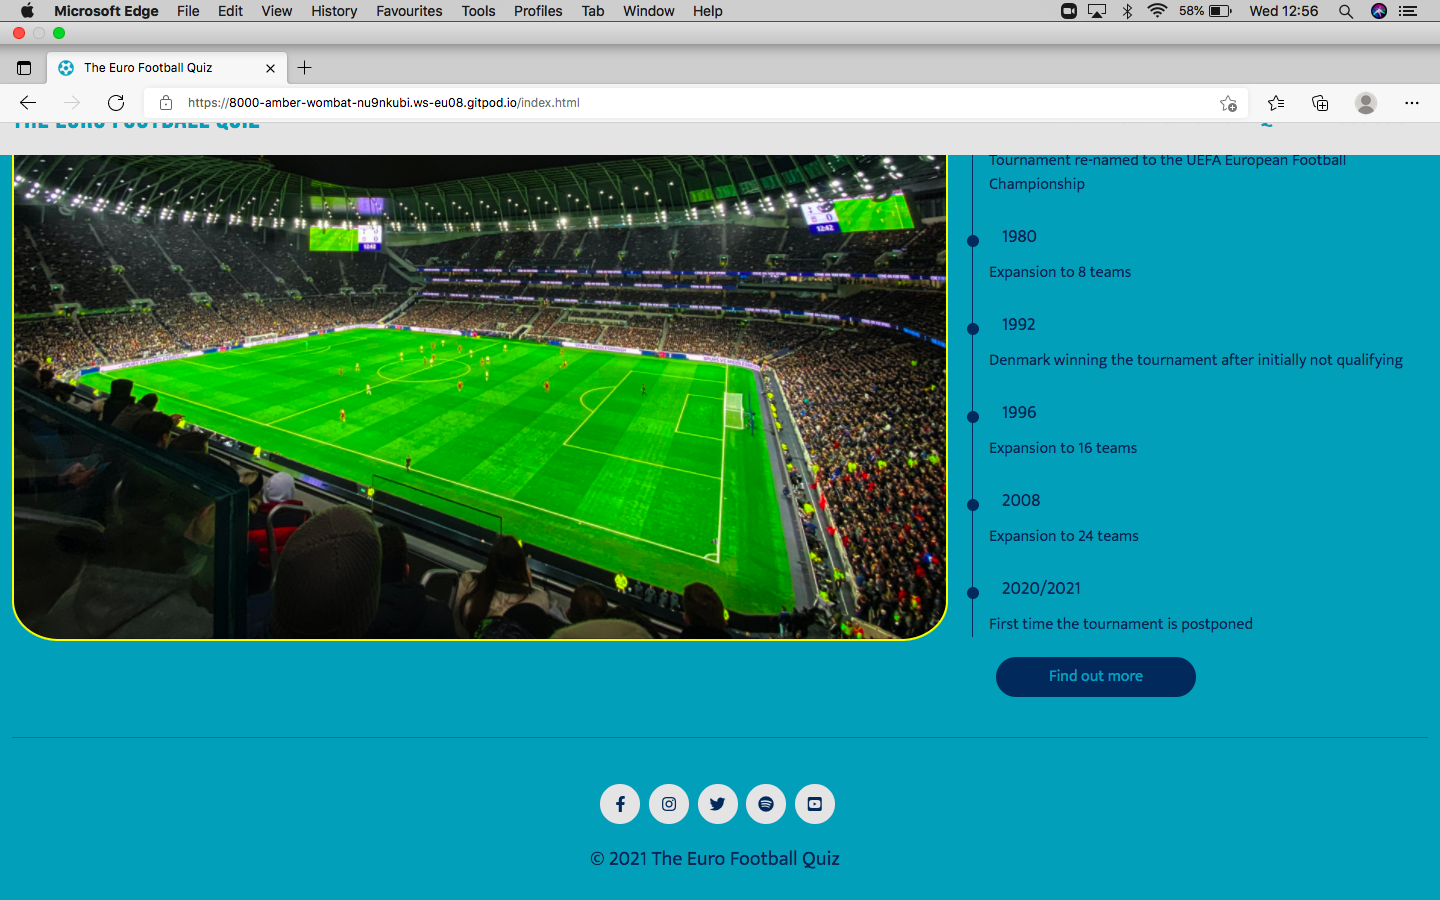 Microsoft Edge File Edit View History Favourites Tools Profiles Tab Window Help 58% Wed 12:56
The Euro Football Quiz
https://8000-amber-wombat-nu9nkubi.ws-eu08.gitpod.io/index.html
THE EURO FOOTBALL QUIZ
Tournament re-named to the UEFA European Football
Championship
1980
Expansion to 8 teams
1992
Denmark winning the tournament after initially not qualifying
1996
Expansion to 16 teams
2008
Expansion to 24 teams
2020/2021
First time the tournament is postponed
Find out more
© 2021 The Euro Football Quiz